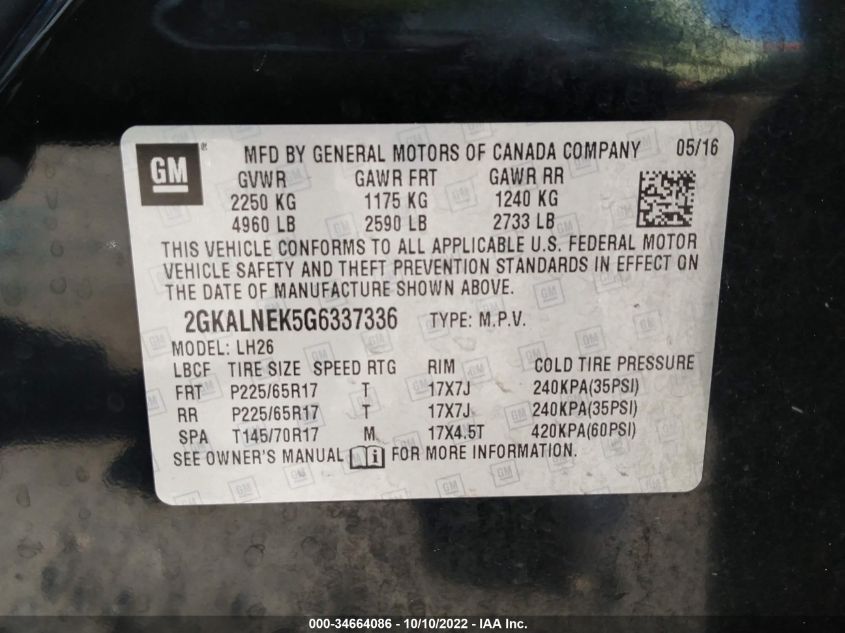 GM ® MFD BY GENERAL MOTORS OF CANADA COMPANY 05/16
GVWR GAWR FRT GAWR RR
2250 KG 1175 KG 1240 KG
4960 LB 2590 LB 2733 LB
THIS VEHICLE CONFORMS TO ALL APPLICABLE U.S. FEDERAL MOTOR
VEHICLE SAFETY AND THEFT PREVENTION STANDARDS IN EFFECT ON
THE DATE OF MANUFACTURE SHOWN ABOVE.
2GKALNEK5G6337336 TYPE: M.P.V.
MODEL: LH26
LBCF TIRE SIZE SPEED RTG RIM COLD TIRE PRESSURE
FRT P225/65R17 T 17X7J 240KPA(35PSI)
RR P225/65R17 T 17X7J 240KPA(35PSI)
SPA T145/70R17 M 17X4.5T 420KPA(60PSI)
SEE OWNER'S MANUAL FOR MORE INFORMATION.
000-34664086 - 10/10/2022 - IAA Inc.